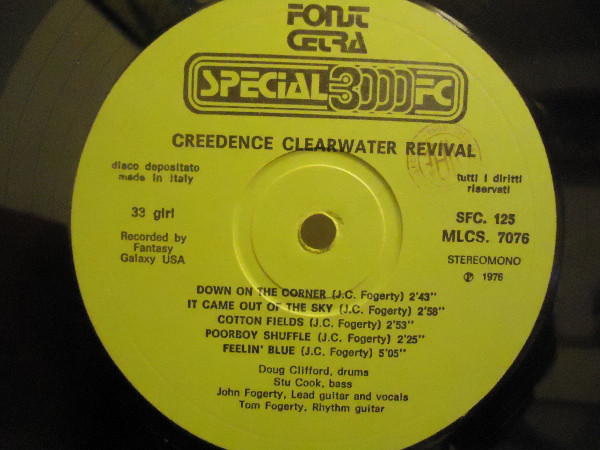 FONIT
CETRA
SPECIAL 3000 FC
CREEDENCE CLEARWATER REVIVAL
disco depositato
made in Italy
tutti i diritti
riservati
33 giri
SFC. 125
MLCS. 7076
Recorded by
Fantasy
Galaxy USA
STEREOMONO
℗ 1976
DOWN ON THE CORNER (J.C. Fogerty) 2'43"
IT CAME OUT OF THE SKY (J.C. Fogerty) 2'58"
COTTON FIELDS (J.C. Fogerty) 2'53"
POORBOY SHUFFLE (J.C. Fogerty) 2'25"
FEELIN' BLUE (J.C. Fogerty) 5'05"
Doug Clifford, drums
Stu Cook, bass
John Fogerty, Lead guitar and vocals
Tom Fogerty, Rhythm guitar